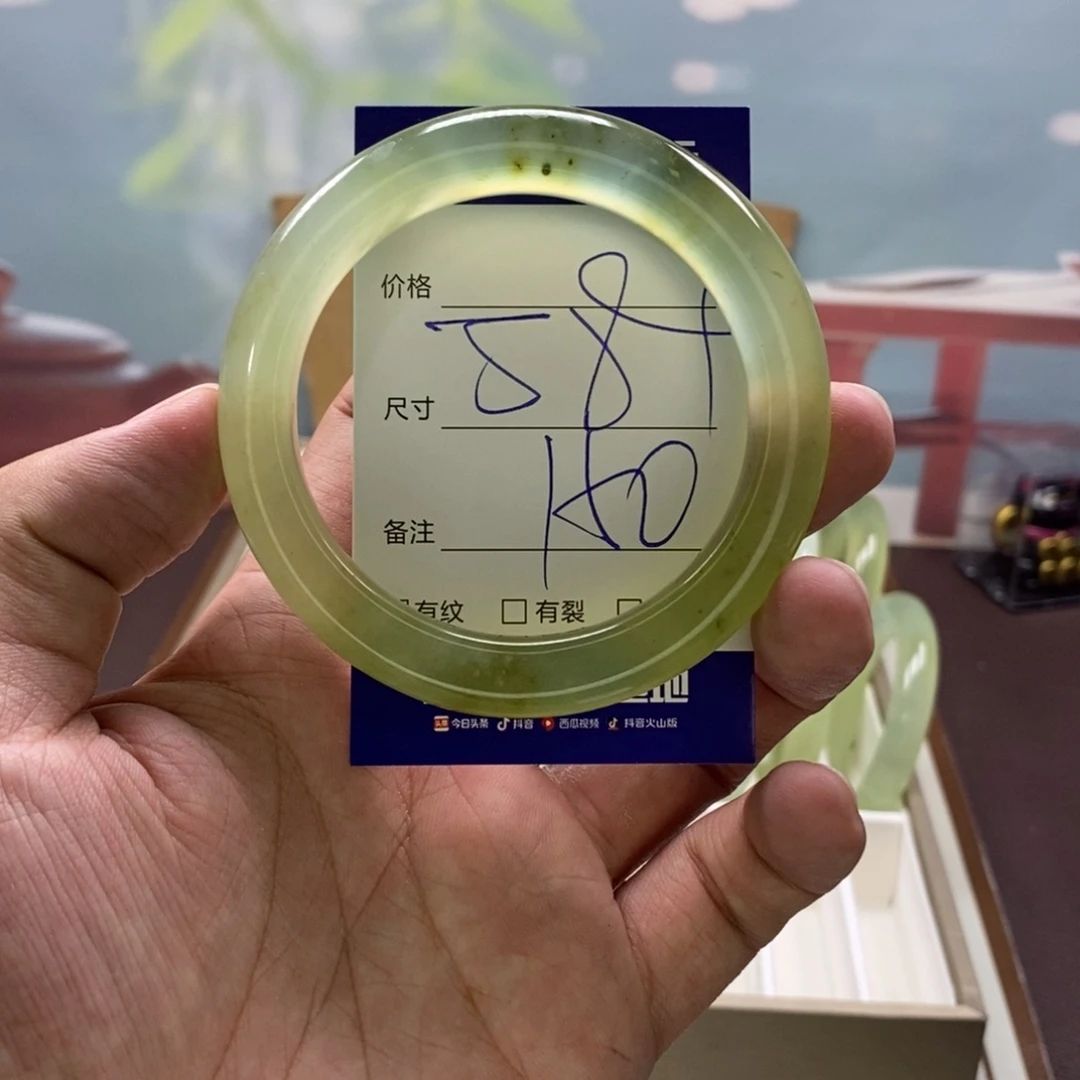 价格
尺寸 584
备注
有纹 有裂
今日头条 抖音 西瓜视频 抖音火山版